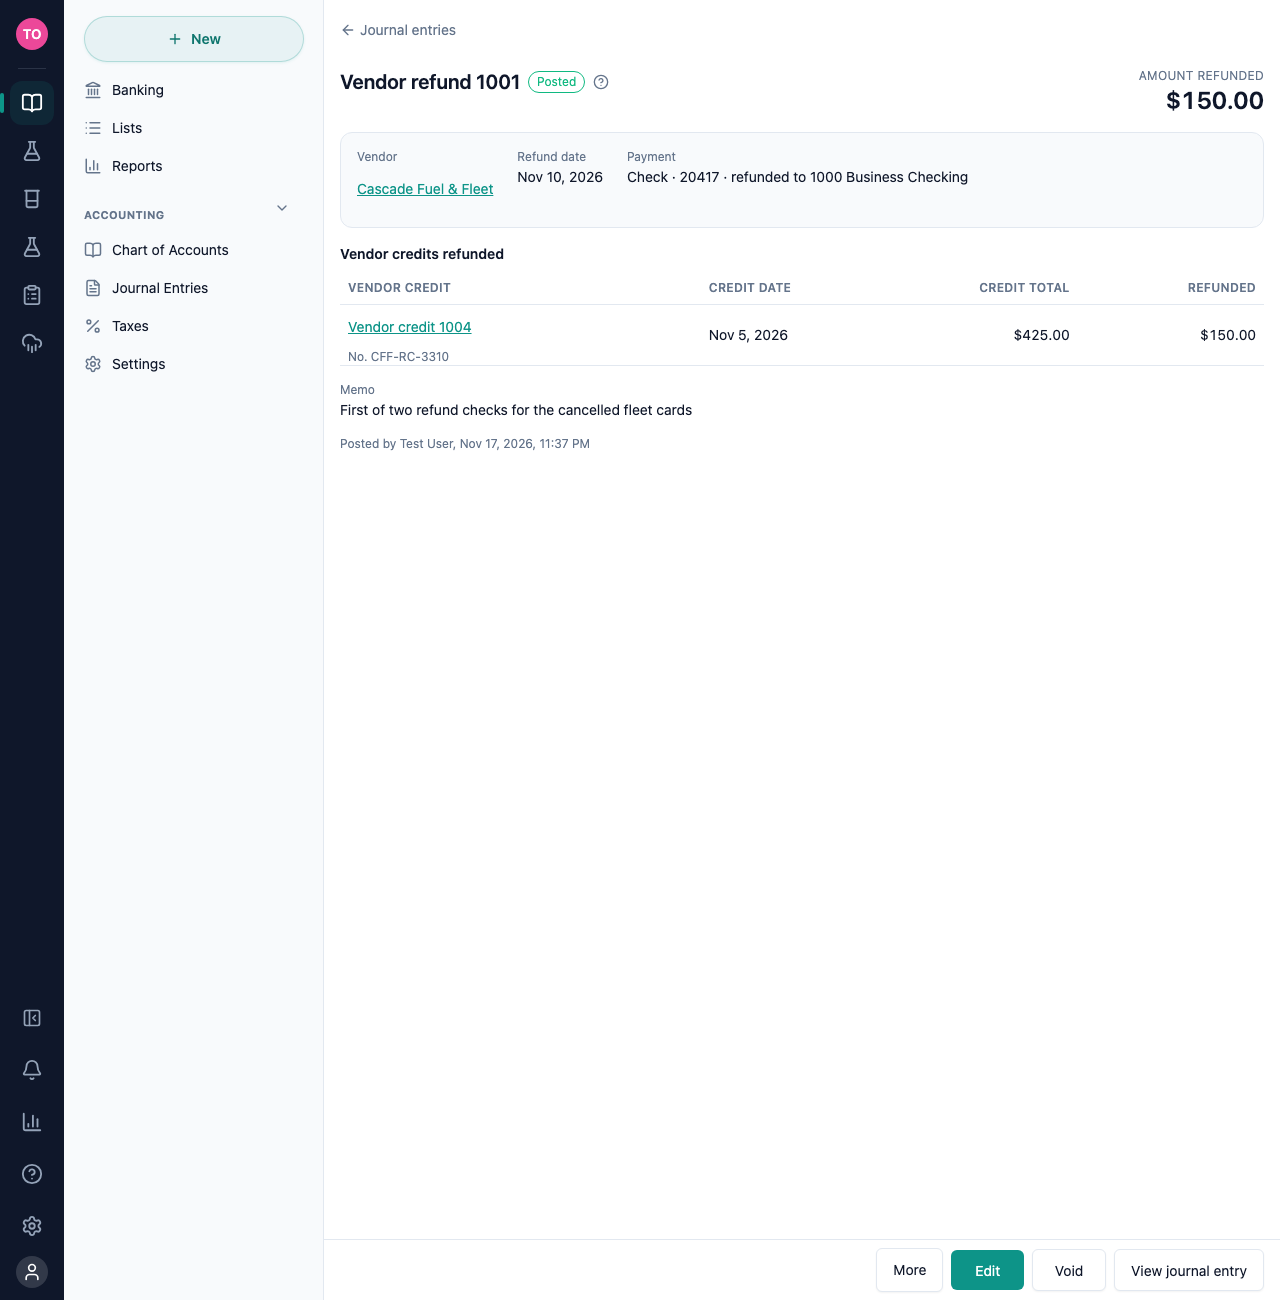 TO
New
Banking
Lists
Reports
ACCOUNTING
Chart of Accounts
Journal Entries
Taxes
Settings
Journal entries
Vendor refund 1001
Posted
AMOUNT REFUNDED
$150.00
Vendor
Refund date
Payment
Cascade Fuel & Fleet
Nov 10, 2026
Check · 20417 · refunded to 1000 Business Checking
Vendor credits refunded
VENDOR CREDIT CREDIT DATE CREDIT TOTAL REFUNDED
Vendor credit 1004 Nov 5, 2026 $425.00 $150.00
No. CFF-RC-3310
Memo
First of two refund checks for the cancelled fleet cards
Posted by Test User, Nov 17, 2026, 11:37 PM
More
Edit
Void
View journal entry